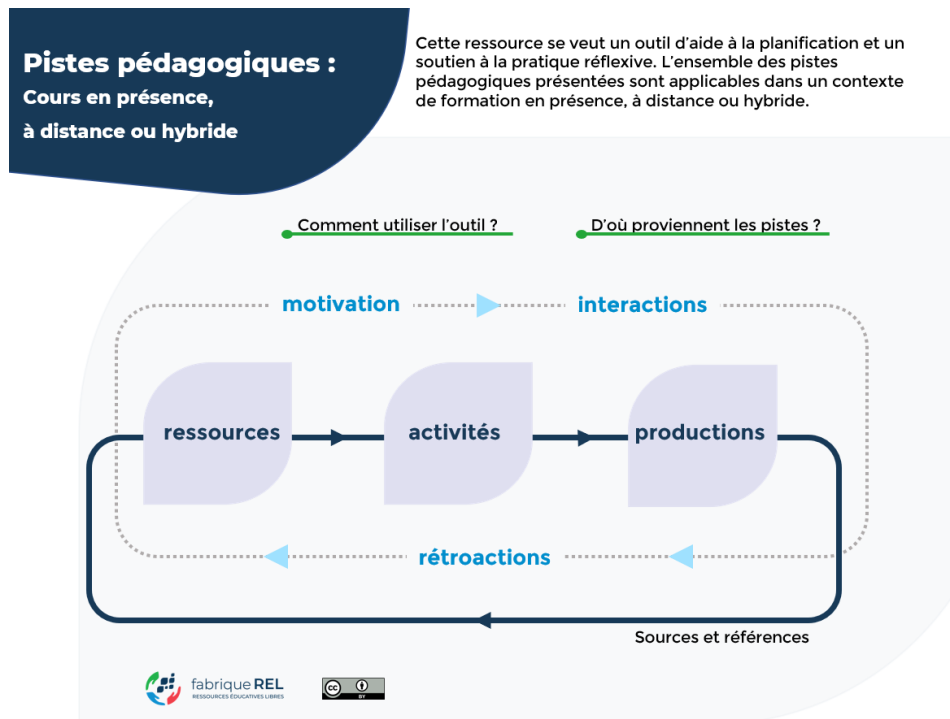 Pistes pédagogiques :
Cours en présence,
à distance ou hybride
Cette ressource se veut un outil d'aide à la planification et un
soutien à la pratique réflexive. L'ensemble des pistes
pédagogiques présentées sont applicables dans un contexte
de formation en présence, à distance ou hybride.
Comment utiliser l'outil ?
D'où proviennent les pistes ?
motivation
interactions
ressources
activités
productions
rétroactions
Sources et références
fabrique REL
RESSOURCES ÉDUCATIVES LIBRES
cc
BY